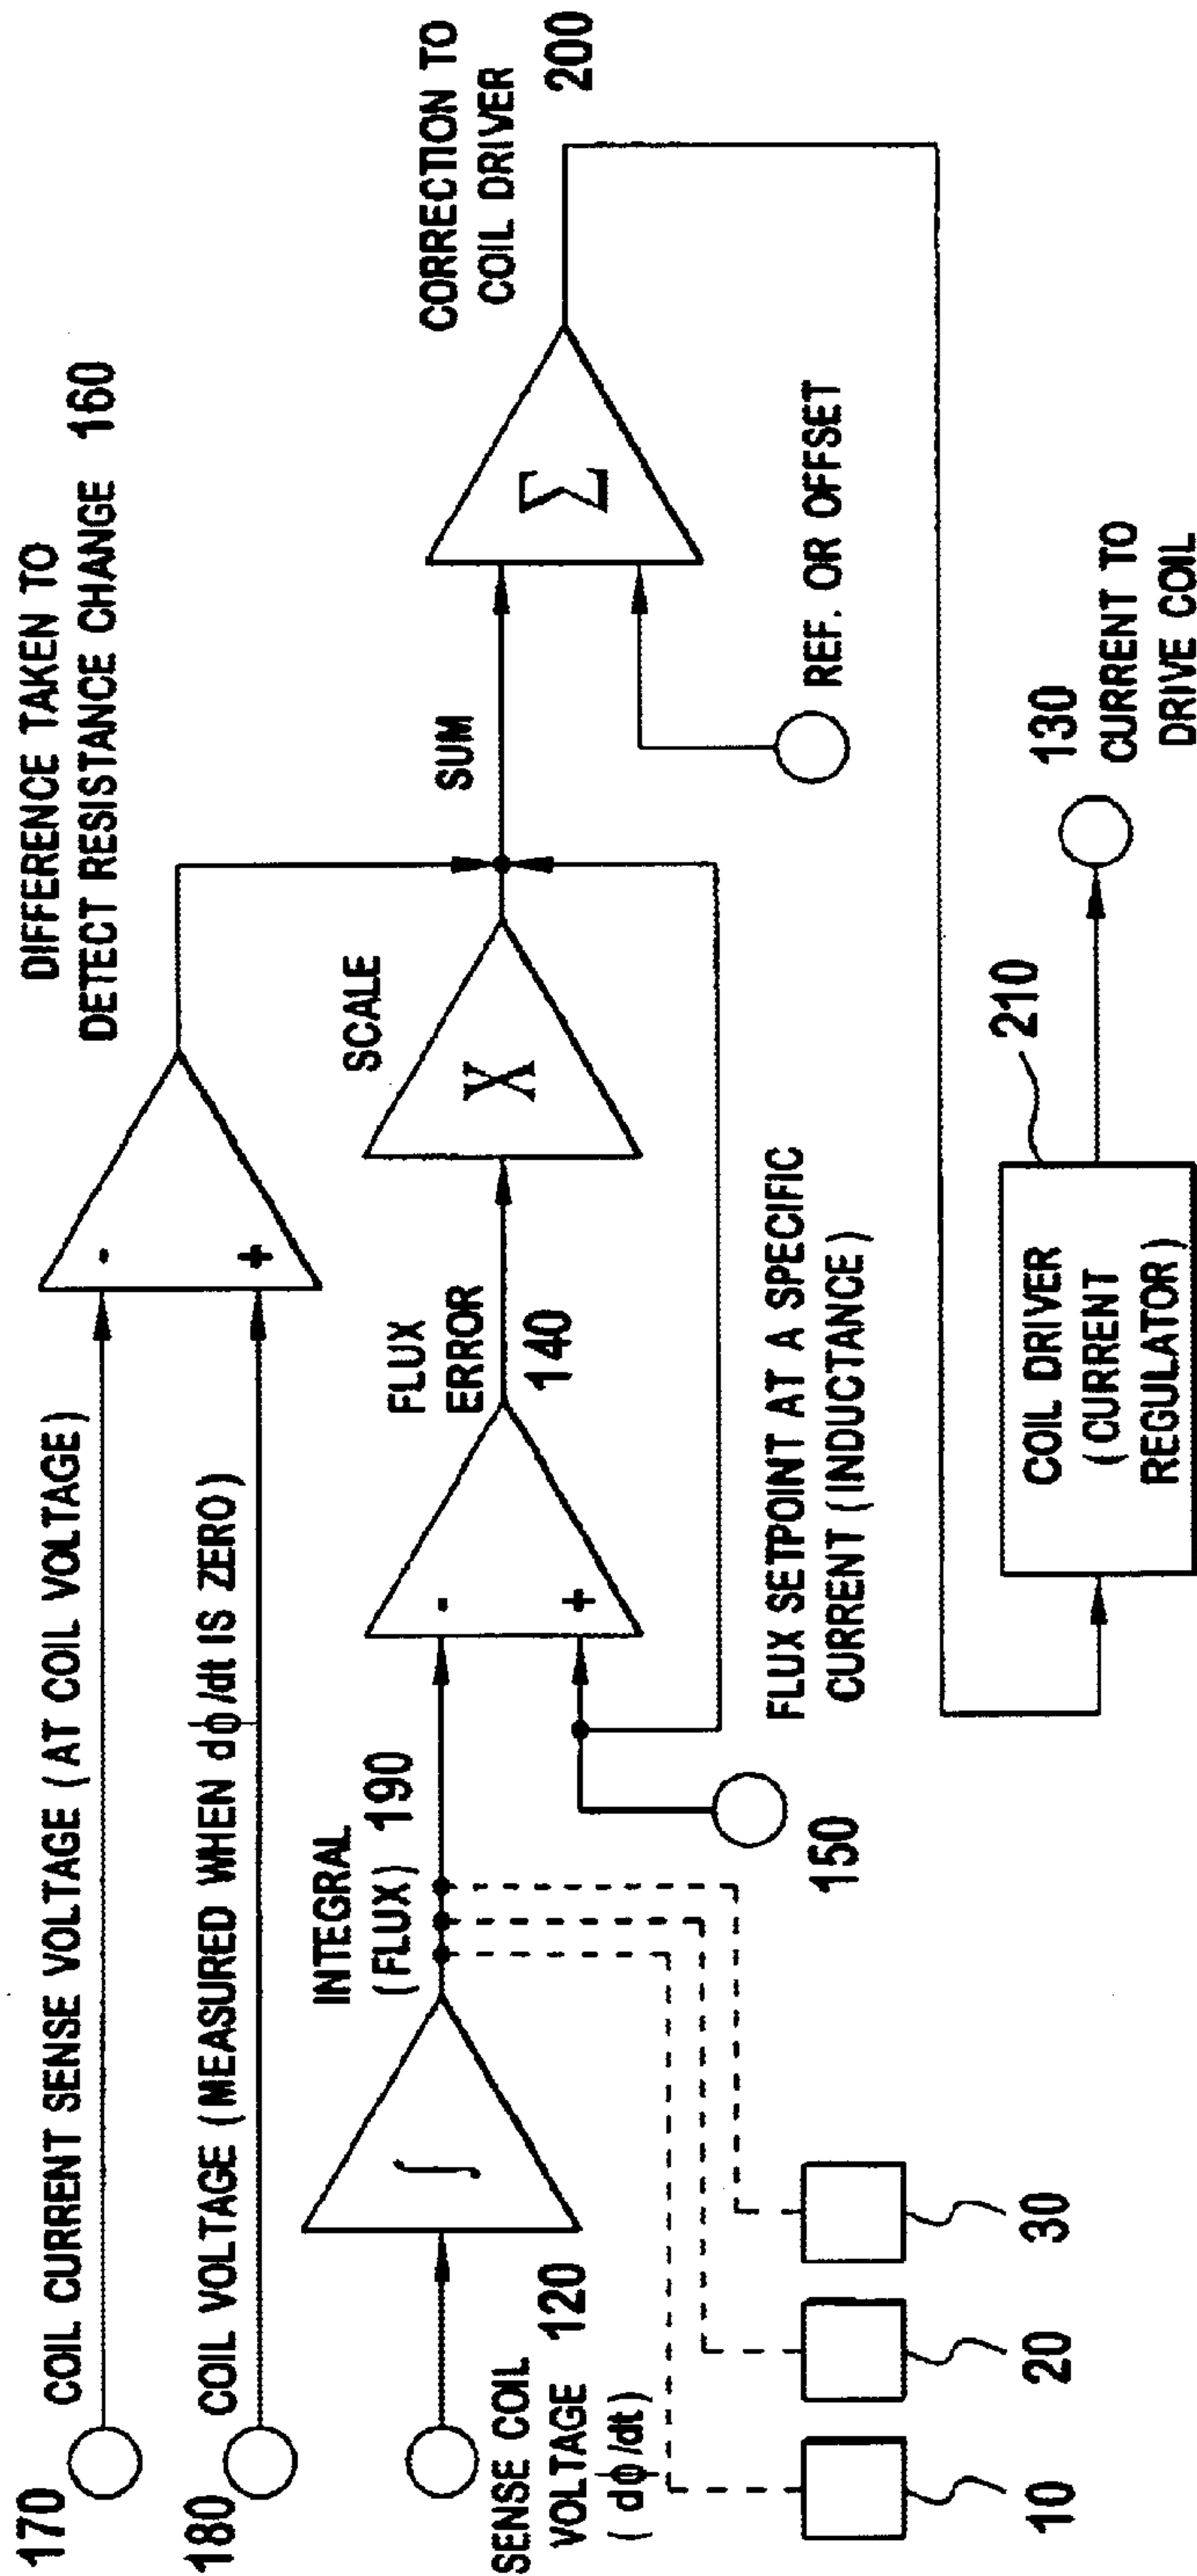 170
COIL CURRENT SENSE VOLTAGE (AT COIL VOLTAGE)
180
COIL VOLTAGE (MEASURED WHEN dϕ/dt IS ZERO)
DIFFERENCE TAKEN TO
DETECT RESISTANCE CHANGE 160
-
+
SENSE COIL
VOLTAGE 120
(dϕ/dt)
∫
INTEGRAL
(FLUX) 190
-
+
FLUX
ERROR
140
SCALE
X
SUM
Σ
CORRECTION TO
COIL DRIVER
200
REF. OR OFFSET
150
FLUX SETPOINT AT A SPECIFIC
CURRENT (INDUCTANCE)
10
20
30
COIL DRIVER
(CURRENT
REGULATOR)
210
130
CURRENT TO
DRIVE COIL